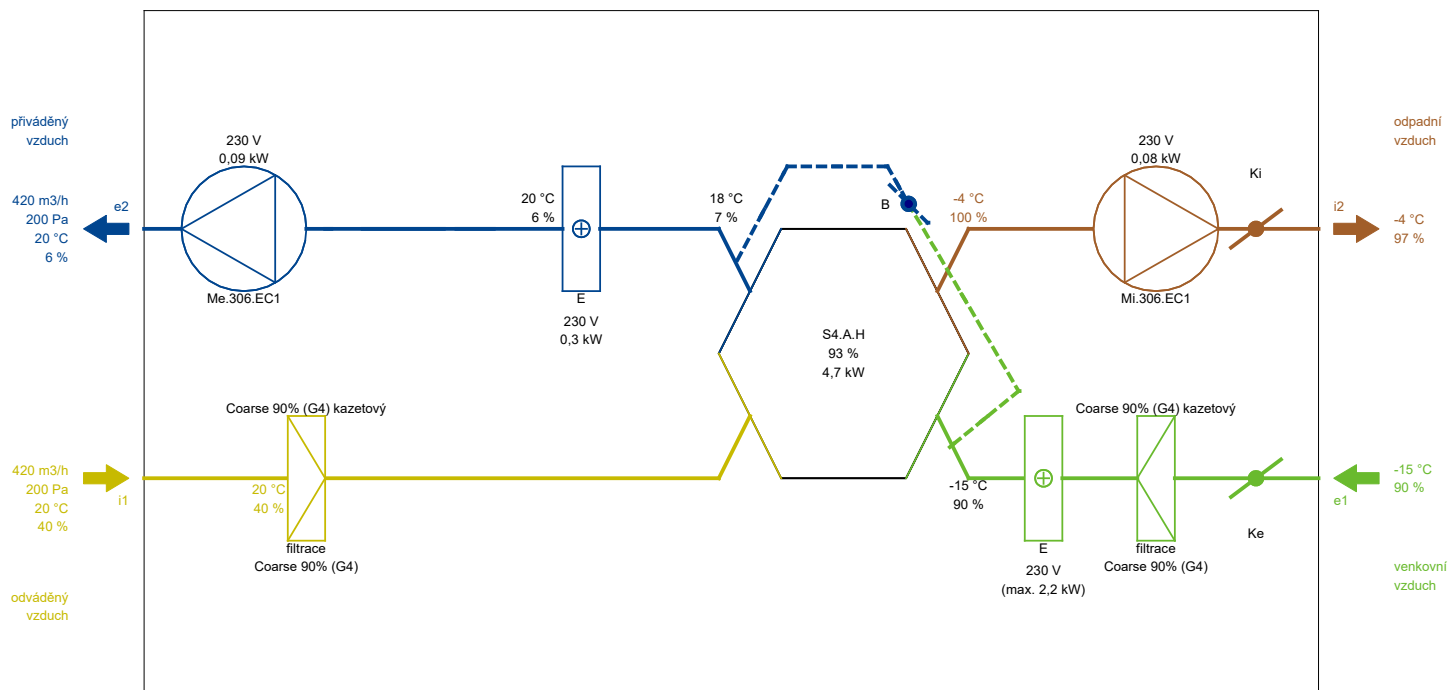 přiváděný
vzduch
420 m3/h
200 Pa
20 °C
6 %
e2
230 V
0,09 kW
Me.306.EC1
20 °C
6 %
E
230 V
0,3 kW
18 °C
7 %
B
-4 °C
100 %
230 V
0,08 kW
Mi.306.EC1
Ki
i2
odpadní
vzduch
-4 °C
97 %
S4.A.H
93 %
4,7 kW
420 m3/h
200 Pa
20 °C
40 %
i1
odváděný
vzduch
Coarse 90% (G4) kazetový
20 °C
40 %
filtrace
Coarse 90% (G4)
-15 °C
90 %
E
230 V
(max. 2,2 kW)
Coarse 90% (G4) kazetový
filtrace
Coarse 90% (G4)
Ke
e1
-15 °C
90 %
venkovní
vzduch